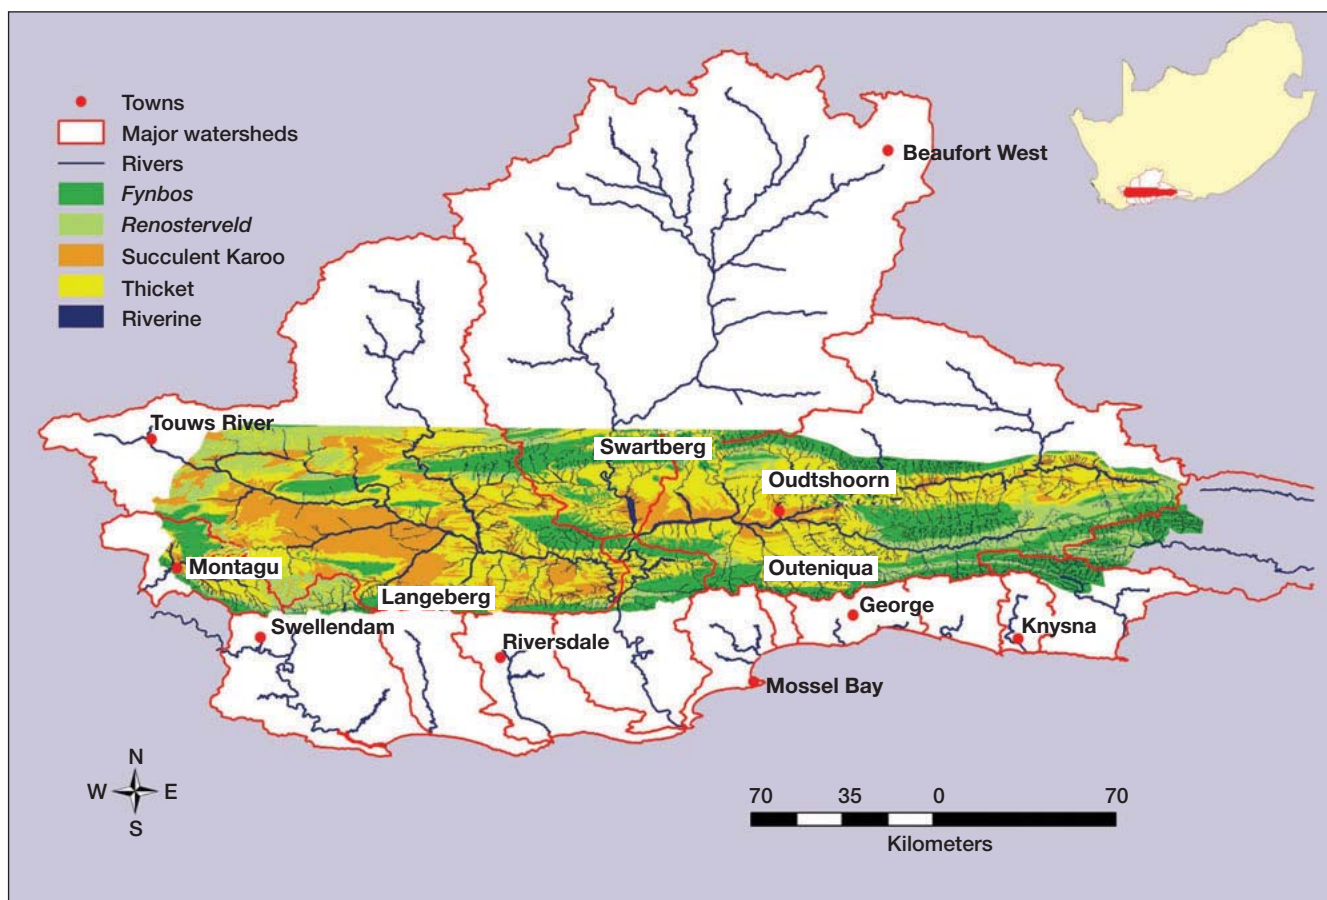 Towns
Major watersheds
Rivers
Fynbos
Renosterveld
Succulent Karoo
Thicket
Riverine
Beaufort West
Touws River
Swartberg
Oudtshoorn
Montagu
Outeniqua
Langeberg
George
Swellendam
Knysna
Riversdale
Mossel Bay
N
W E
S
70 35 0 70
Kilometers